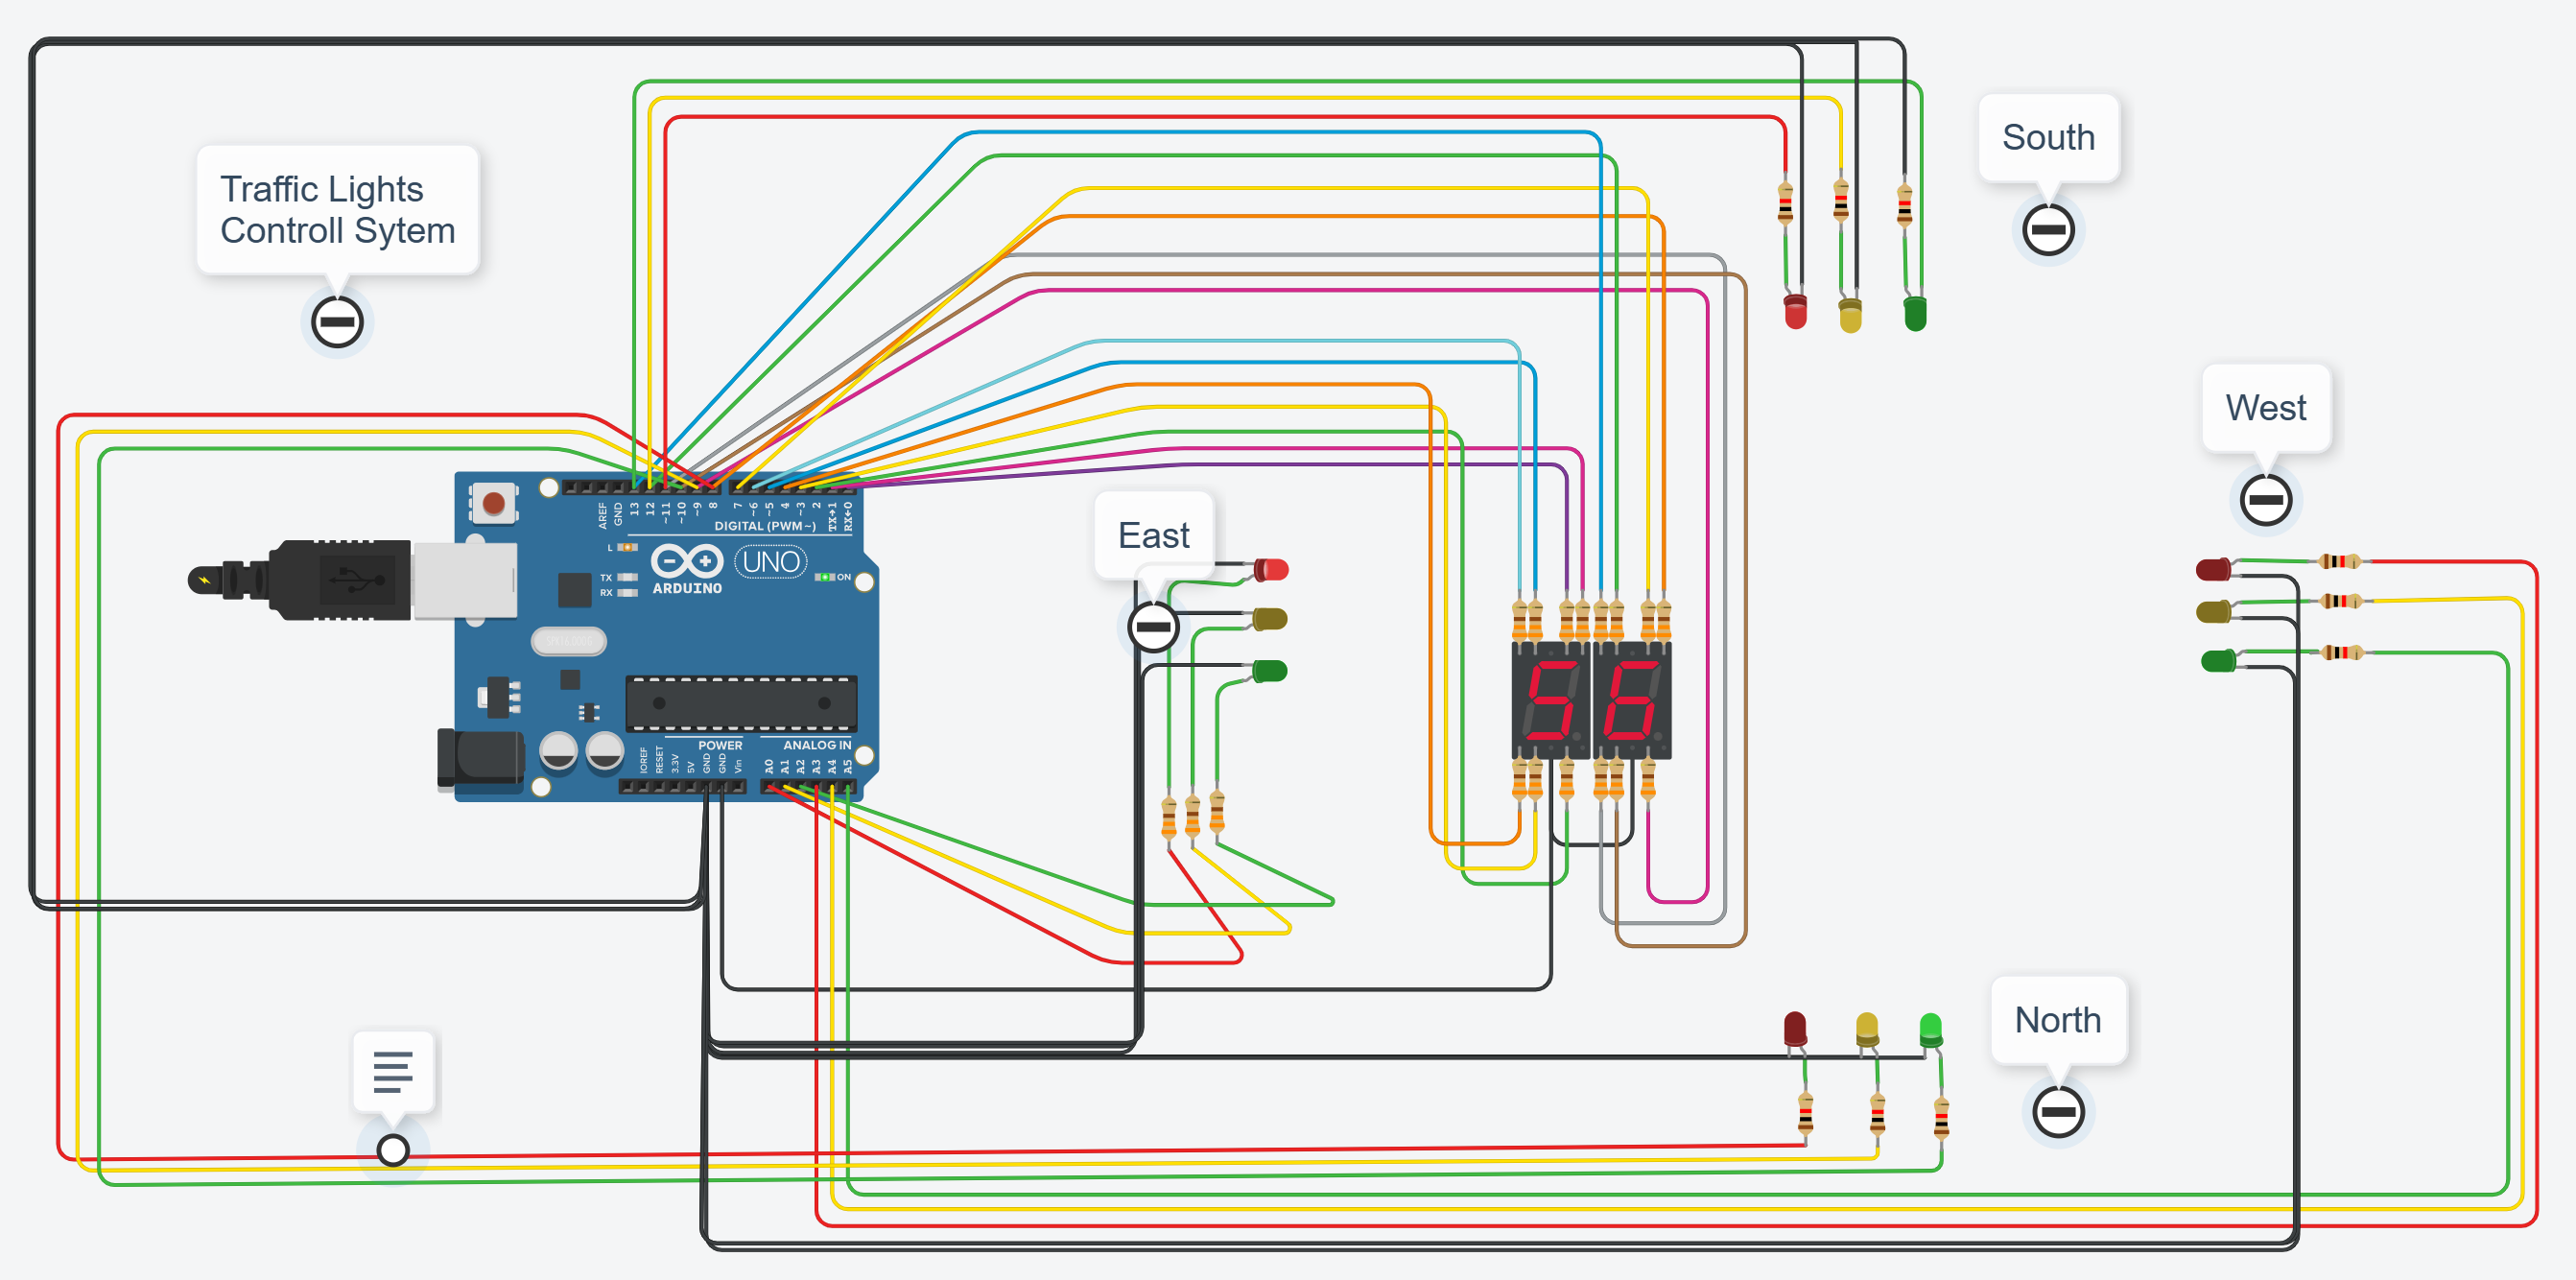 South
Traffic Lights
Controll Sytem
West
AREF
GND
13
12
~11
~10
~9
8
7
~6
~5
4
~3
2
TX→1
RX←0
DIGITAL (PWM~)
L
TX
RX
ARDUINO
UNO
ON
East
POWER
ANALOG IN
IOREF
RESET
3.3V
5V
GND
GND
Vin
A0
A1
A2
A3
A4
A5
56
North